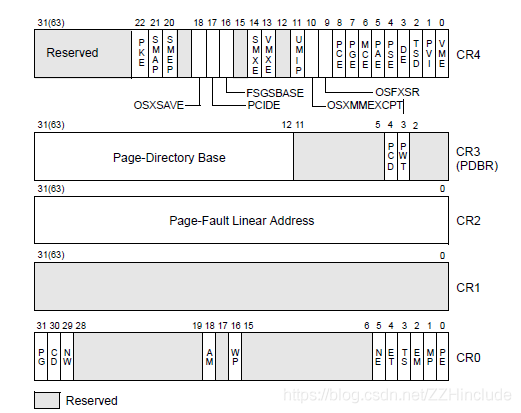 31(63) 22 21 20 18 17 16 15 14 13 12 11 10 9 8 7 6 5 4 3 2 1 0
Reserved PKE SMAP SMEP SMXE VMXE UMIP PCE PGE MCE PAE PSE DE TSD PVI VME CR4
FSGSBASE OSFXSR
OSXSAVE PCIDE OSXMMEXCPT
31(63) 12 11 5 4 3 2
Page-Directory Base PCD PWT CR3
(PDBR)
31(63) 0
Page-Fault Linear Address CR2
31(63) 0
CR1
31 30 29 28 19 18 17 16 15 6 5 4 3 2 1 0
PG CD NW AM WP NE ET TS EM MP PE CR0
Reserved
https://blog.csdn.net/ZZHinclude